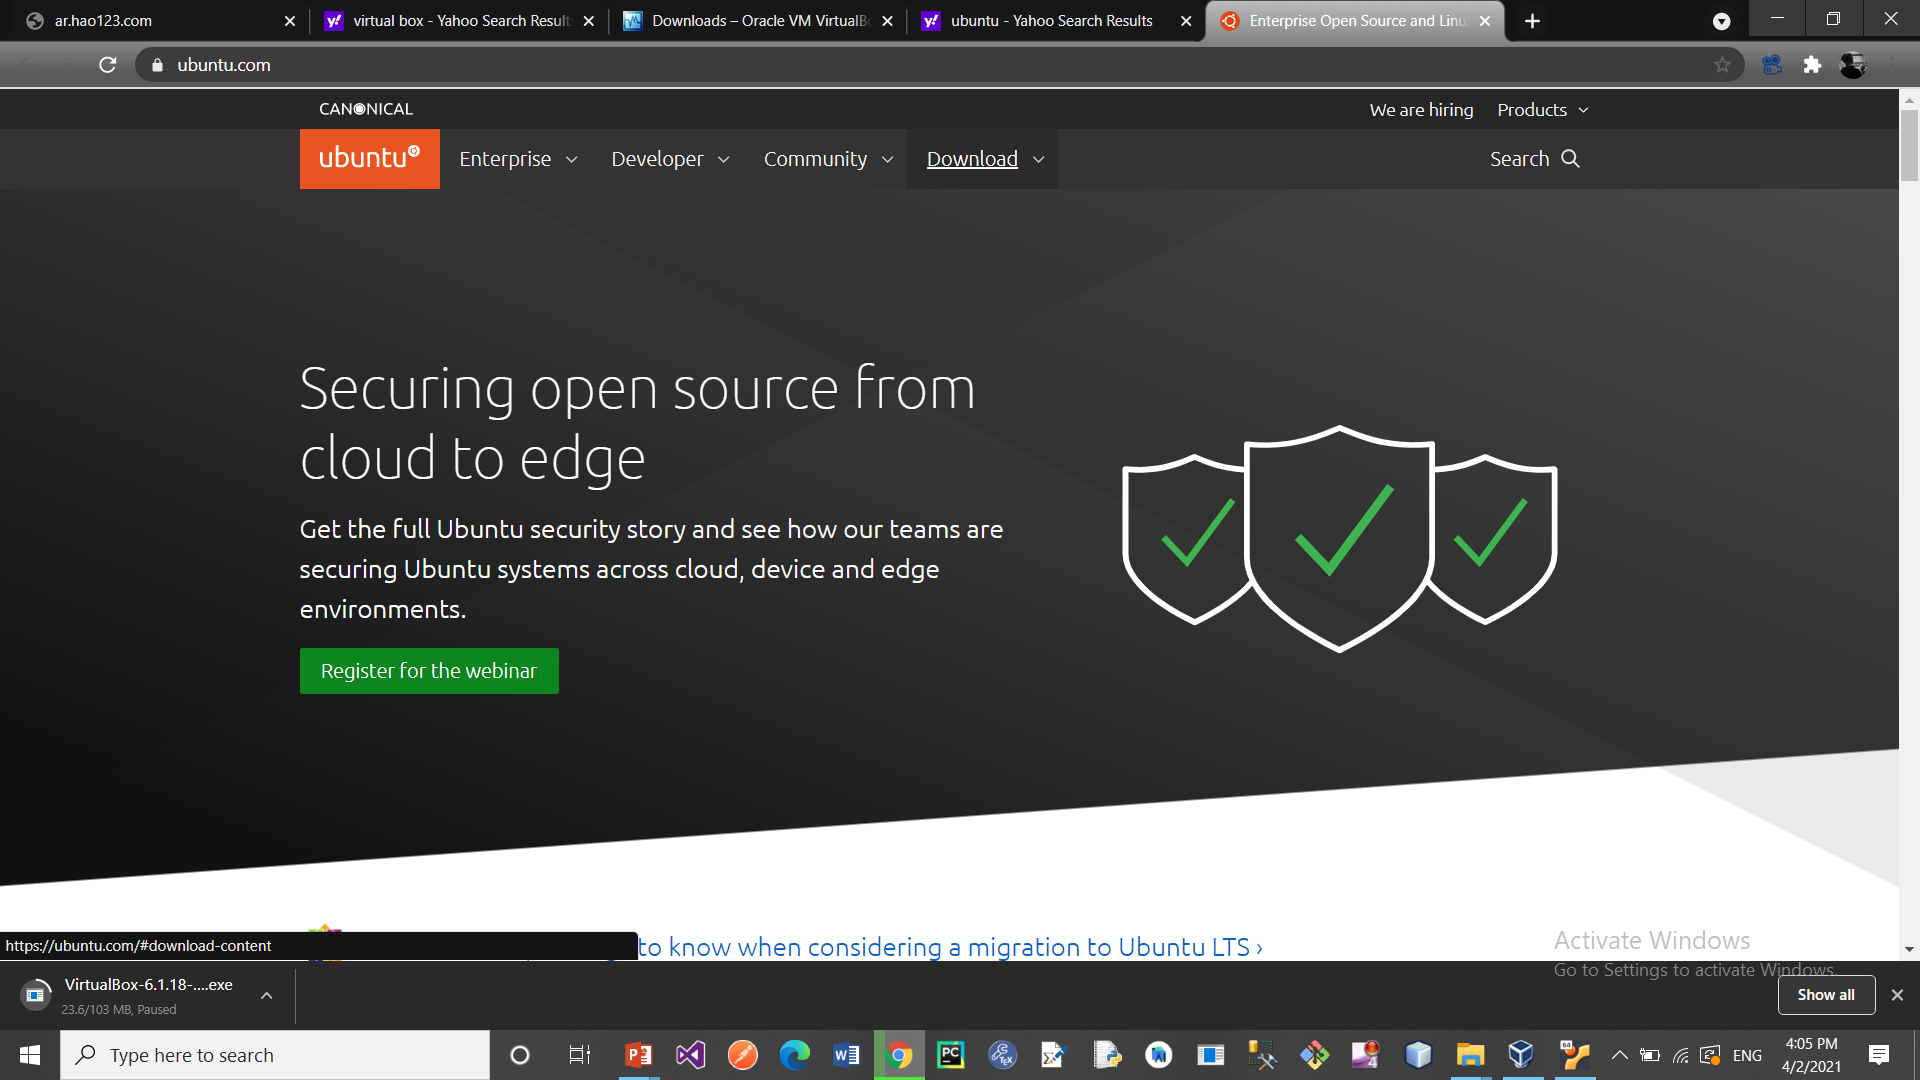 ar.hao123.com
virtual box - Yahoo Search Result
Downloads – Oracle VM VirtualB
ubuntu - Yahoo Search Results
Enterprise Open Source and Linu
ubuntu.com
CANONICAL
We are hiring
Products
ubuntu
Enterprise
Developer
Community
Download
Search
Securing open source from
cloud to edge
Get the full Ubuntu security story and see how our teams are
securing Ubuntu systems across cloud, device and edge
environments.
Register for the webinar
to know when considering a migration to Ubuntu LTS ›
https://ubuntu.com/#download-content
Activate Windows
Go to Settings to activate Windows.
VirtualBox-6.1.18-....exe
23.6/103 MB, Paused
Show all
Type here to search
ENG
4:05 PM
4/2/2021